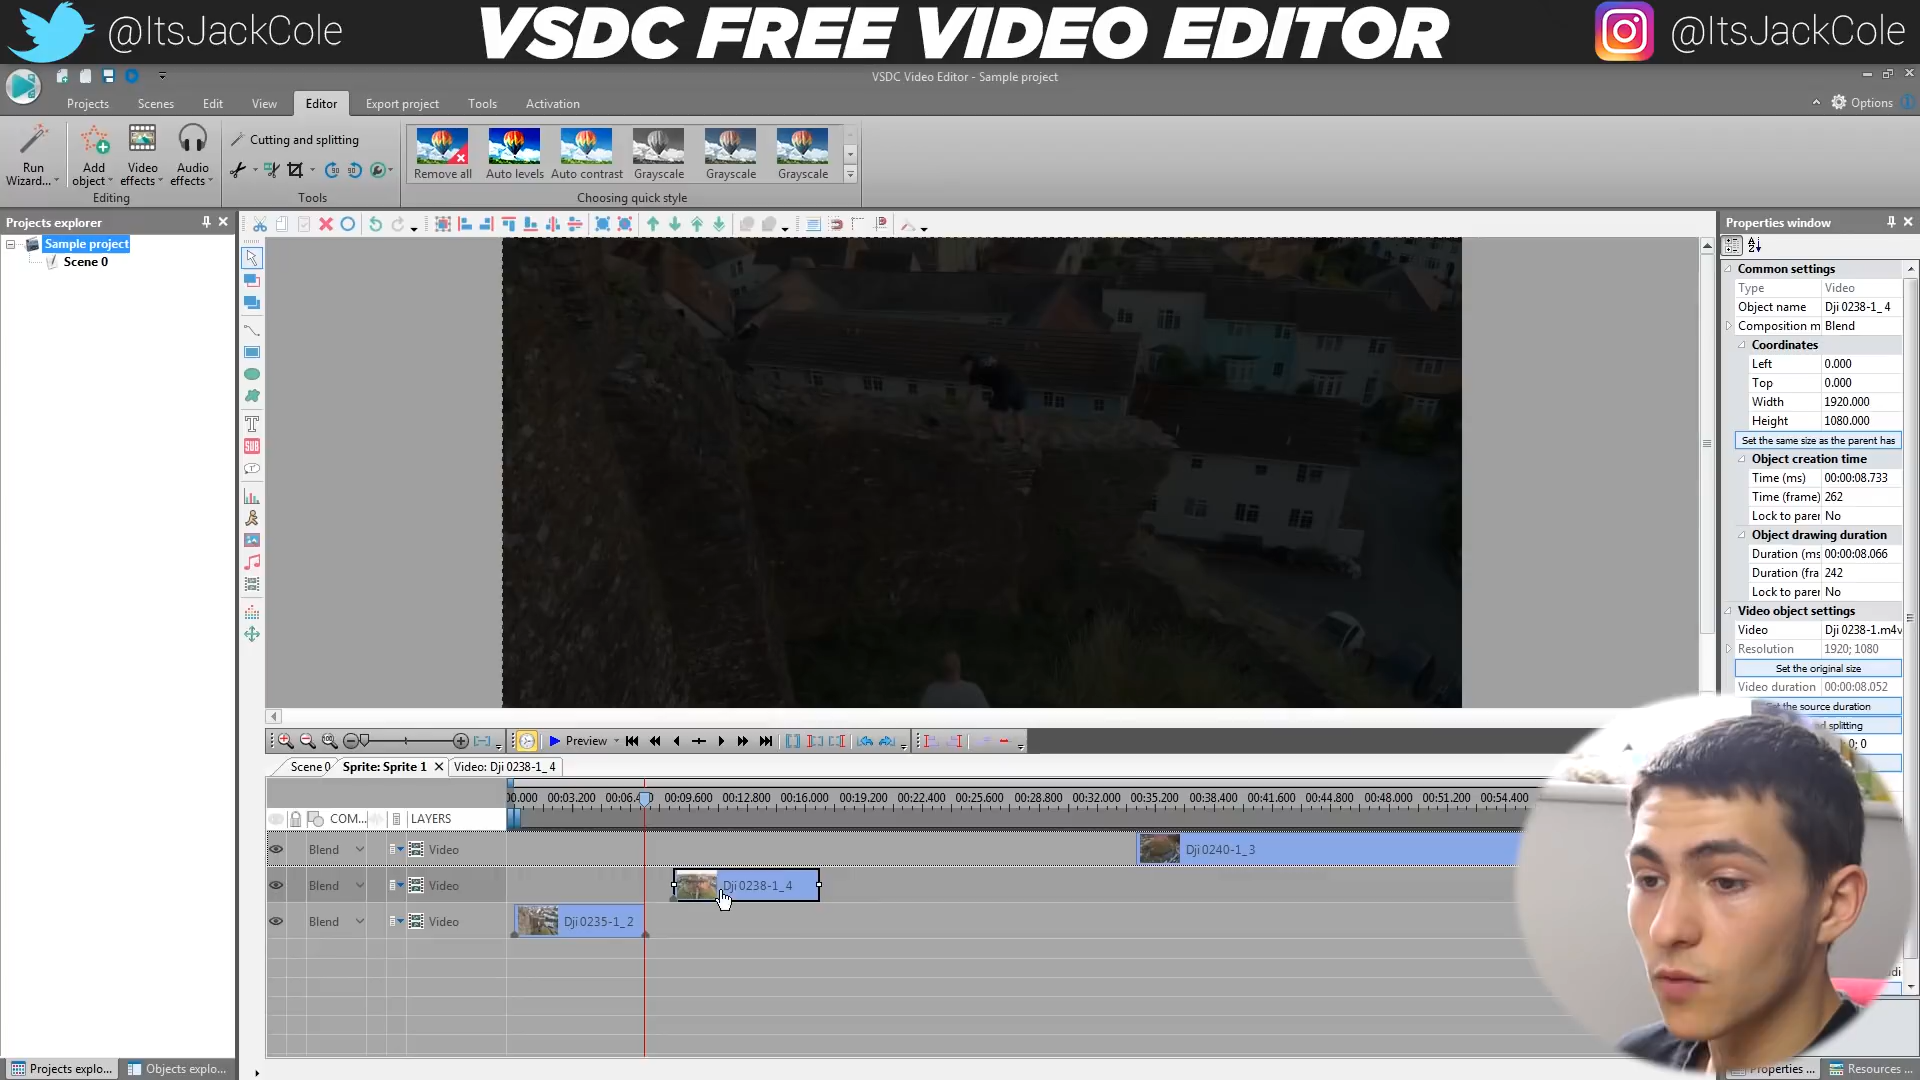 @ItsJackCole
VSDC FREE VIDEO EDITOR
@ItsJackCole
VSDC Video Editor - Sample project
Projects
Scenes
Edit
View
Editor
Export project
Tools
Activation
Options
Run Wizard...
Add object
Video effects
Audio effects
Editing
Cutting and splitting
Tools
Remove all
Auto levels
Auto contrast
Grayscale
Grayscale
Grayscale
Choosing quick style
Projects explorer
Sample project
Scene 0
SUB
Properties window
Common settings
Type Video
Object name Dji 0238-1_4
Composition m Blend
Coordinates
Left 0.000
Top 0.000
Width 1920.000
Height 1080.000
Set the same size as the parent has
Object creation time
Time (ms) 00:00:08.733
Time (frame) 262
Lock to parer No
Object drawing duration
Duration (ms 00:00:08.066
Duration (fra 242
Lock to parer No
Video object settings
Video Dji 0238-1.m4v
Resolution 1920; 1080
Set the original size
Video duration 00:00:08.052
the source duration
splitting
0; 0
Preview
Scene 0
Sprite: Sprite 1
Video: Dji 0238-1_4
00.000 00:03.200 00:06.4 00:09.600 00:12.800 00:16.000 00:19.200 00:22.400 00:25.600 00:28.800 00:32.000 00:35.200 00:38.400 00:41.600 00:44.800 00:48.000 00:51.200 00:54.400
COM...
LAYERS
Blend Video Dji 0240-1_3
Blend Video Dji 0238-1_4
Blend Video Dji 0235-1_2
Projects explo...
Objects explo...
Properties ...
Resources ...